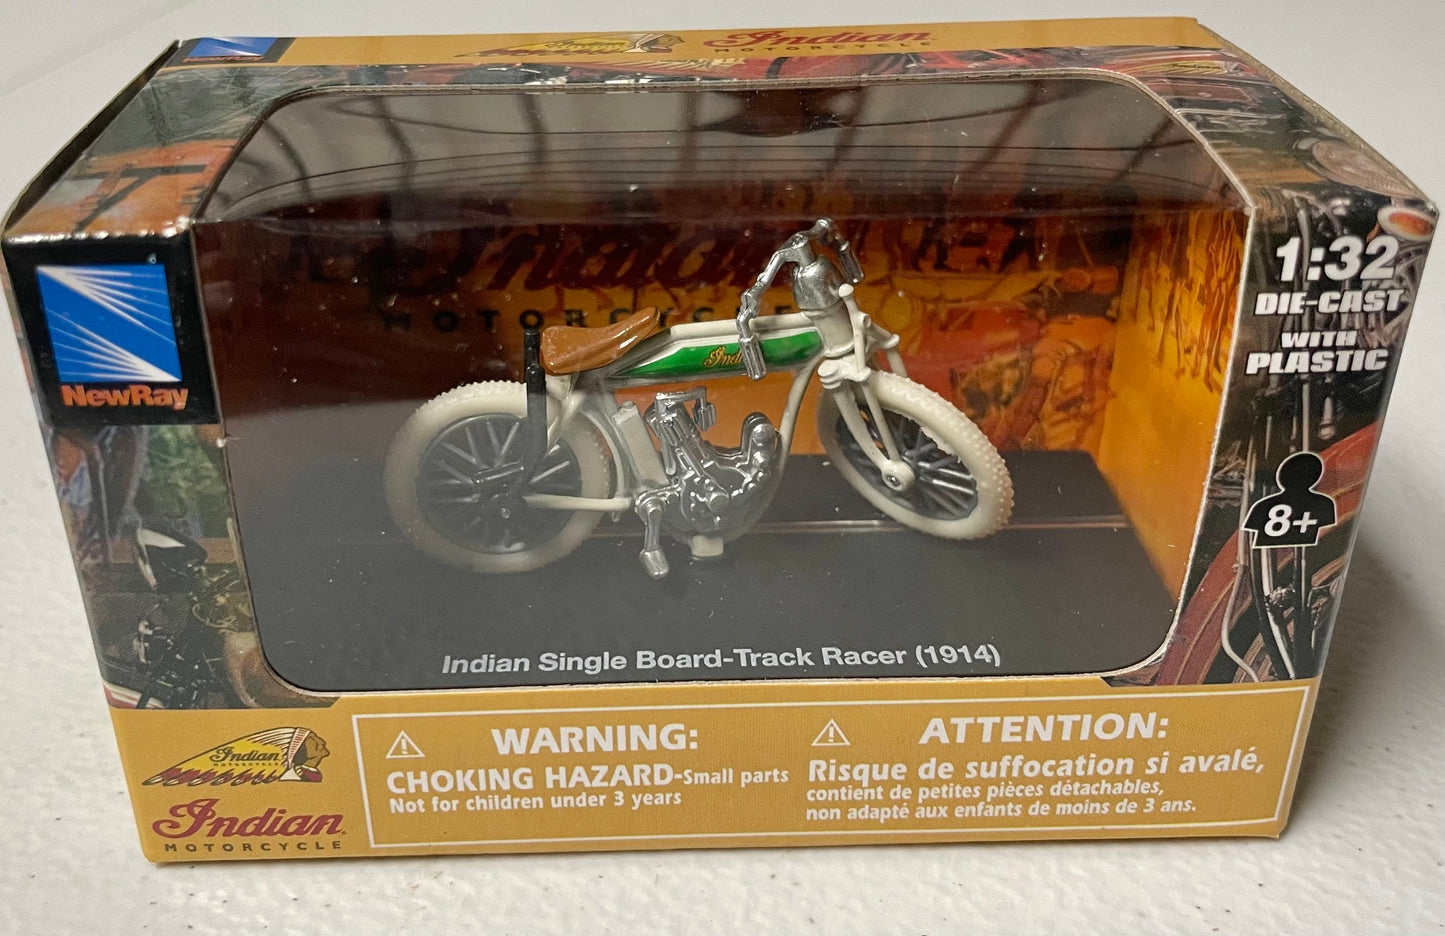 Indian
MOTORCYCLE
NewRay
Indian
MOTORCYCLE
1:32
DIE-CAST
WITH
PLASTIC
8+
Indian Single Board-Track Racer (1914)
Indian
MOTORCYCLE
Indian
MOTORCYCLE
WARNING:
CHOKING HAZARD-Small parts
Not for children under 3 years
ATTENTION:
Risque de suffocation si avalé,
contient de petites pièces détachables,
non adapté aux enfants de moins de 3 ans.